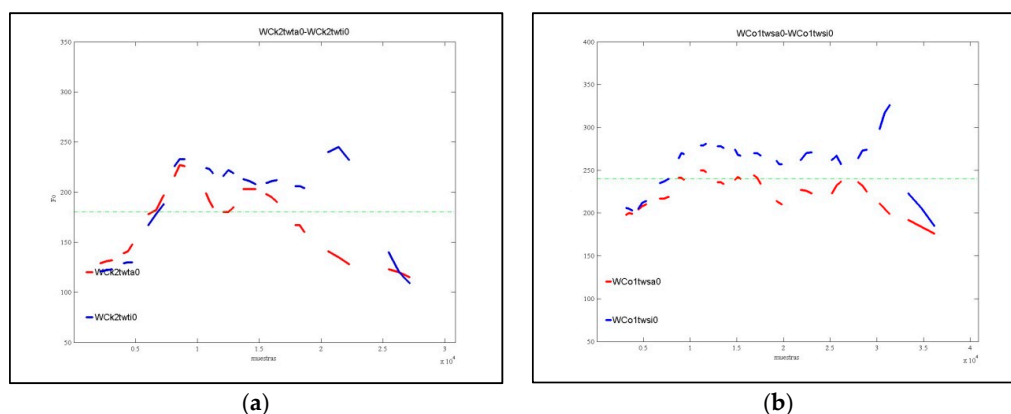 WCk2twta0-WCk2twti0
350
300
250
200
150
100
50
Fo
WCk2twta0
WCk2twti0
0.5
1
1.5
2
2.5
3
muestras
x 10⁴
(a)
WCo1twsa0-WCo1twsi0
400
350
300
250
200
150
100
50
WCo1twsa0
WCo1twsi0
0.5
1
1.5
2
2.5
3
3.5
4
muestras
x 10⁴
(b)